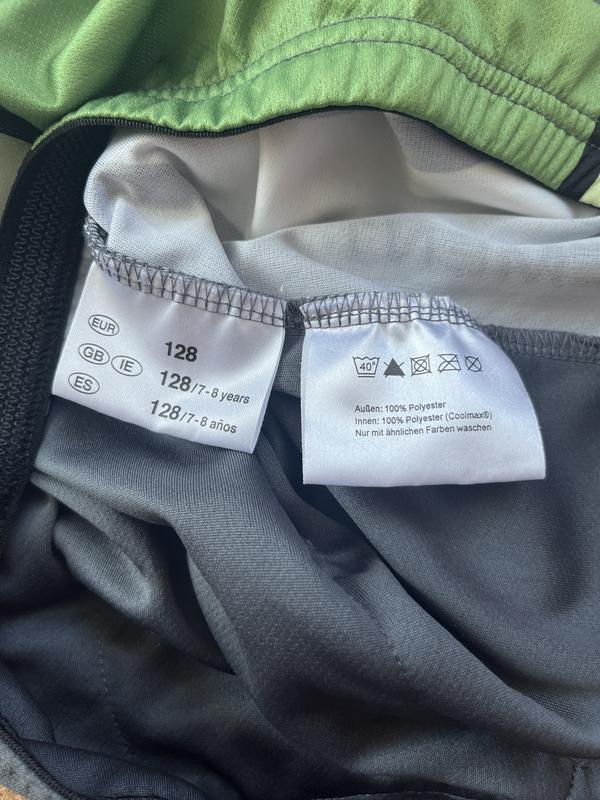 EUR 128
GB IE 128/7-8 years
ES 128/7-8 años
40°
Außen: 100% Polyester
Innen: 100% Polyester (Coolmax®)
Nur mit ähnlichen Farben waschen